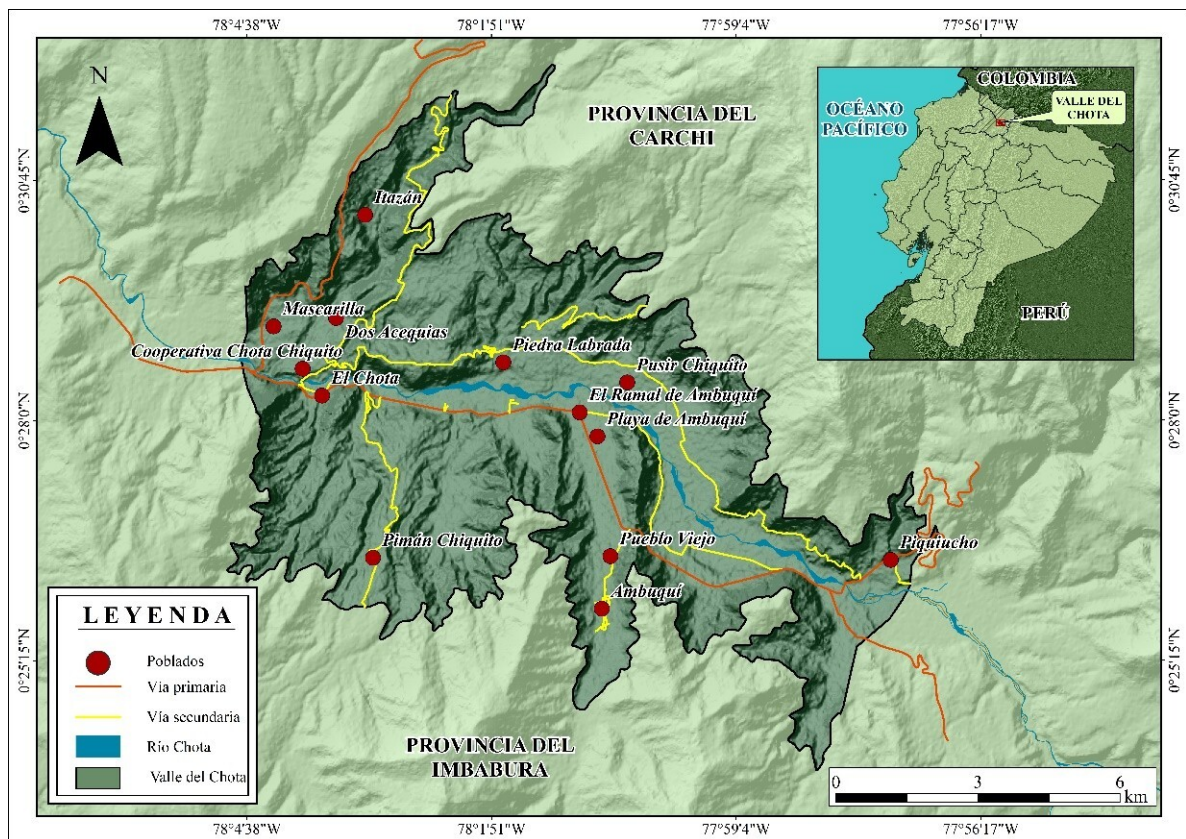 78°4'38"W
78°1'51"W
77°59'4"W
77°56'17"W
0°30'45"N
0°28'0"N
0°25'15"N
N
PROVINCIA DEL
CARCHI
COLOMBIA
OCÉANO
PACÍFICO
VALLE DEL
CHOTA
PERÚ
Itazán
Mascarilla
Dos Acequias
Cooperativa Chota Chiquito
El Chota
Piedra Labrada
Pusir Chiquito
El Ramal de Ambuquí
Playa de Ambuquí
Pimán Chiquito
Pueblo Viejo
Piquiucho
Ambuquí
PROVINCIA DEL
IMBABURA
LEYENDA
Poblados
Vía primaria
Vía secundaria
Río Chota
Valle del Chota
0 3 6
km
0°30'45"N
0°28'0"N
0°25'15"N
78°4'38"W
78°1'51"W
77°59'4"W
77°56'17"W